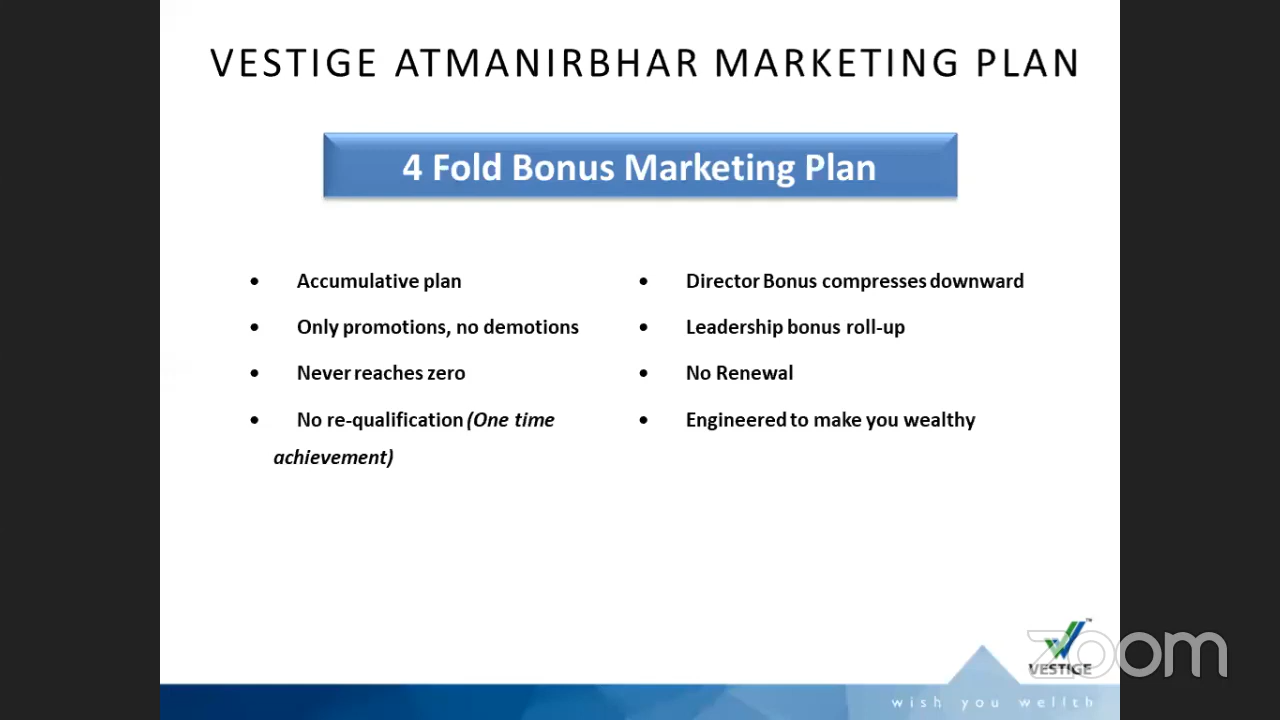 VESTIGE ATMANIRBHAR MARKETING PLAN
4 Fold Bonus Marketing Plan
• Accumulative plan
• Only promotions, no demotions
• Never reaches zero
• No re-qualification (One time
achievement)
• Director Bonus compresses downward
• Leadership bonus roll-up
• No Renewal
• Engineered to make you wealthy
TM
VESTIGE
zoom
wish you wellth